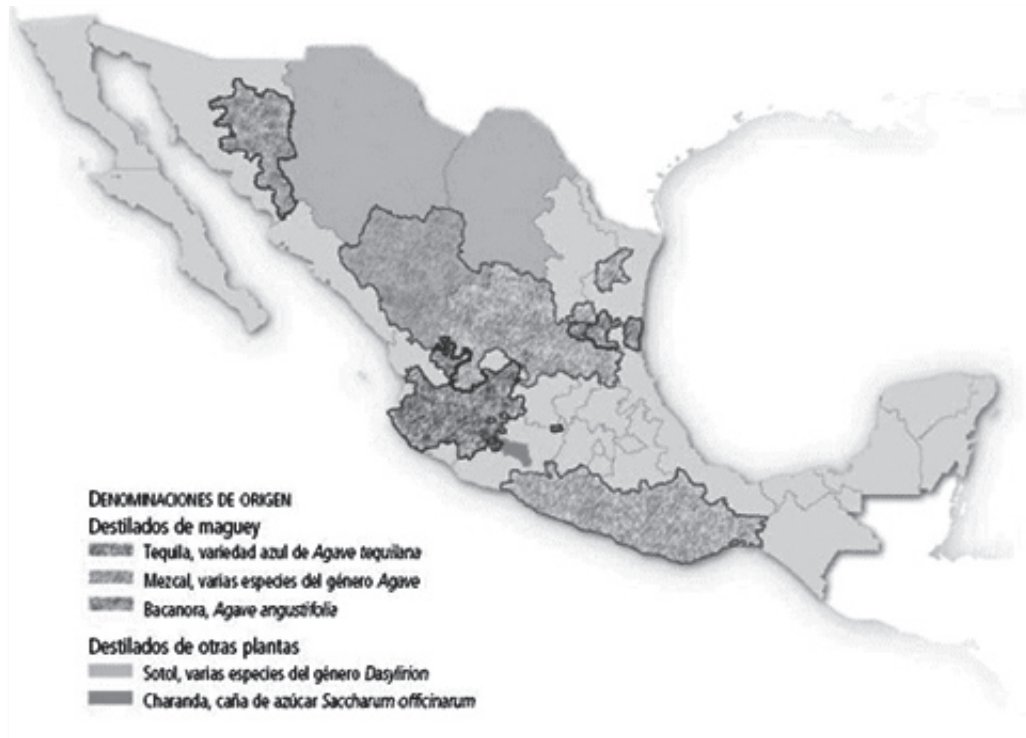 DENOMINACIONES DE ORIGEN
Destilados de maguey
Tequila, variedad azul de Agave tequilana
Mezcal, varias especies del género Agave
Bacanora, Agave angustifolia
Destilados de otras plantas
Sotol, varias especies del género Dasylirion
Charanda, caña de azúcar Saccharum officinarum